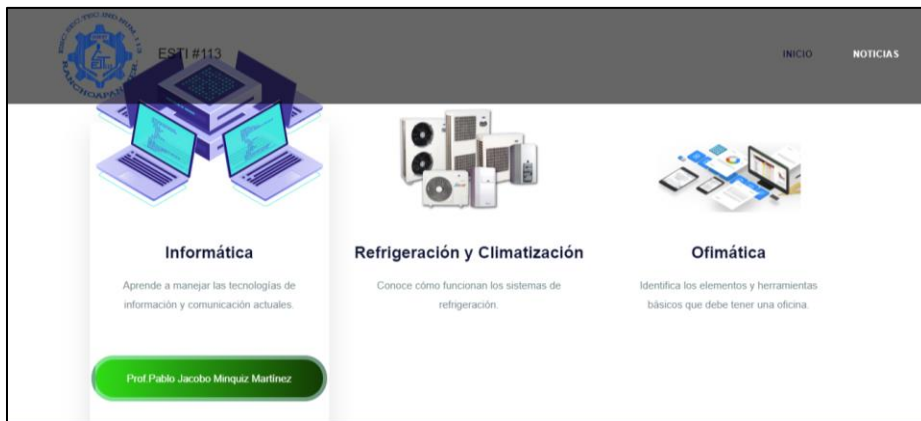 ESTI #113
INICIO
NOTICIAS
Informática
Aprende a manejar las tecnologías de
información y comunicación actuales.
Prof.Pablo Jacobo Minquiz Martínez
Refrigeración y Climatización
Conoce cómo funcionan los sistemas de
refrigeración.
Ofimática
Identifica los elementos y herramientas
básicos que debe tener una oficina.